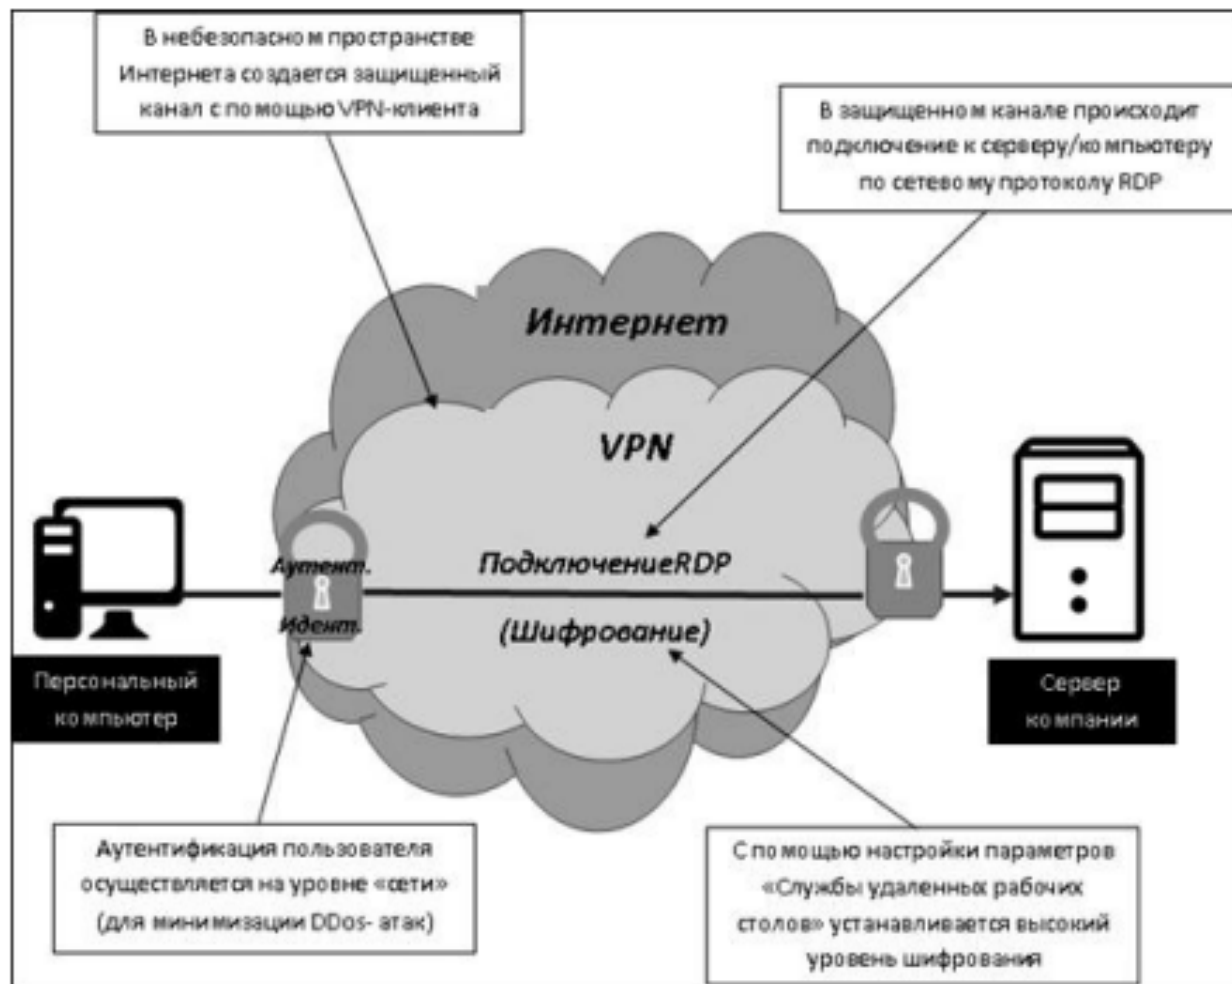 В небезопасном пространстве
Интернета создается защищенный
канал с помощью VPN-клиента
В защищенном канале происходит
подключение к серверу/компьютеру
по сетевому протоколу RDP
Интернет
VPN
Аутент.
ПодключениеRDP
Идент.
(Шифрование)
Персональный
компьютер
Сервер
компании
Аутентификация пользователя
осуществляется на уровне «сети»
(для минимизации DDos- атак)
С помощью настройки параметров
«Службы удаленных рабочих
столов» устанавливается высокий
уровень шифрования